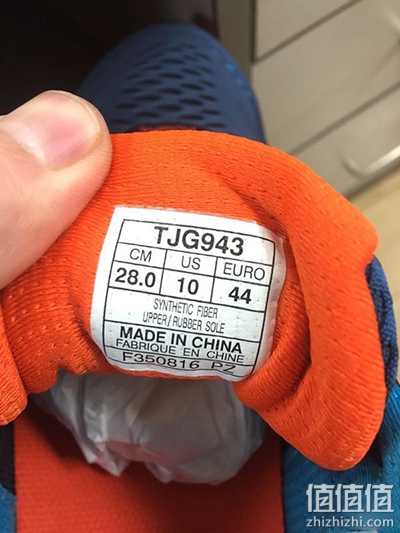 TJG943
CM US EURO
28.0 10 44
SYNTHETIC FIBER
UPPER/RUBBER SOLE
MADE IN CHINA
FABRIQUE EN CHINE
F350816 PZ
值值值
zhizhizhi.com